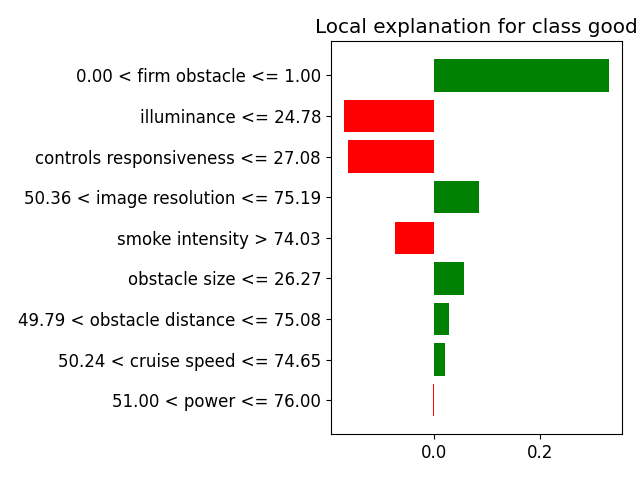 Local explanation for class good
0.00 < firm obstacle <= 1.00
illuminance <= 24.78
controls responsiveness <= 27.08
50.36 < image resolution <= 75.19
smoke intensity > 74.03
obstacle size <= 26.27
49.79 < obstacle distance <= 75.08
50.24 < cruise speed <= 74.65
51.00 < power <= 76.00
0.0 0.2